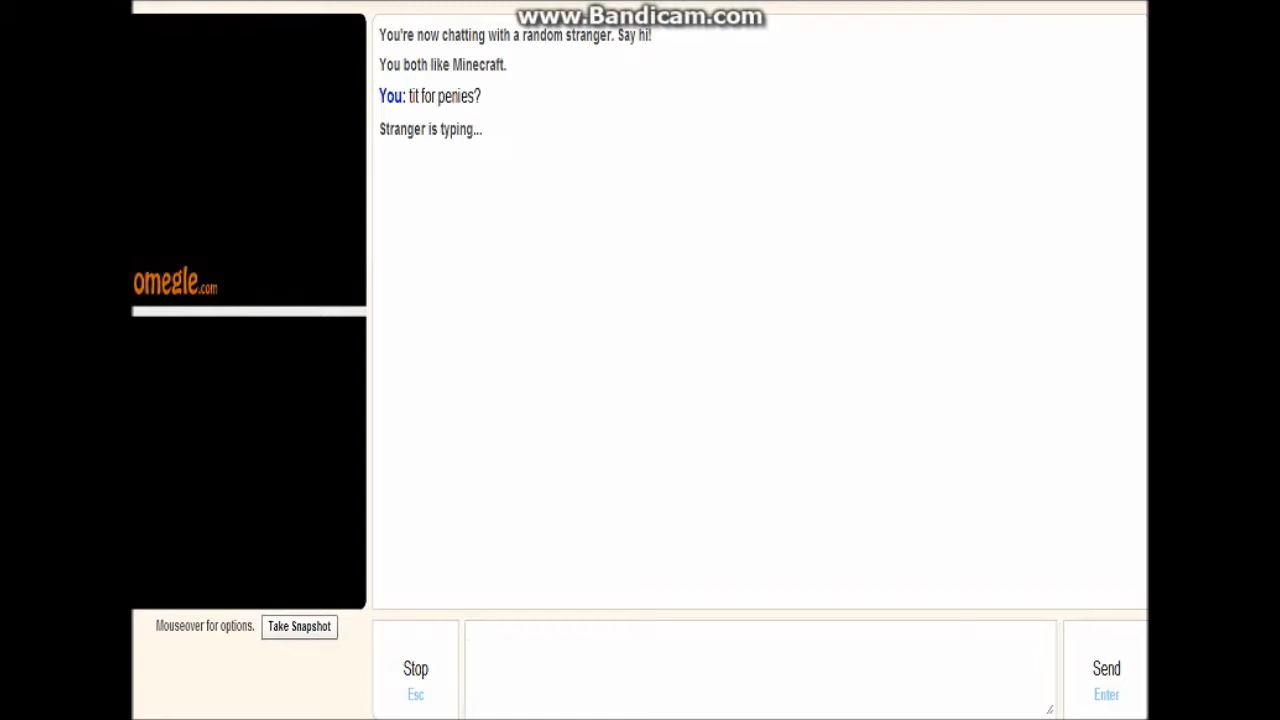 www.Bandicam.com
You're now chatting with a random stranger. Say hi!
You both like Minecraft.
You: tit for penies?
Stranger is typing...
omegle.com
Mouseover for options. Take Snapshot
Stop
Esc
Send
Enter